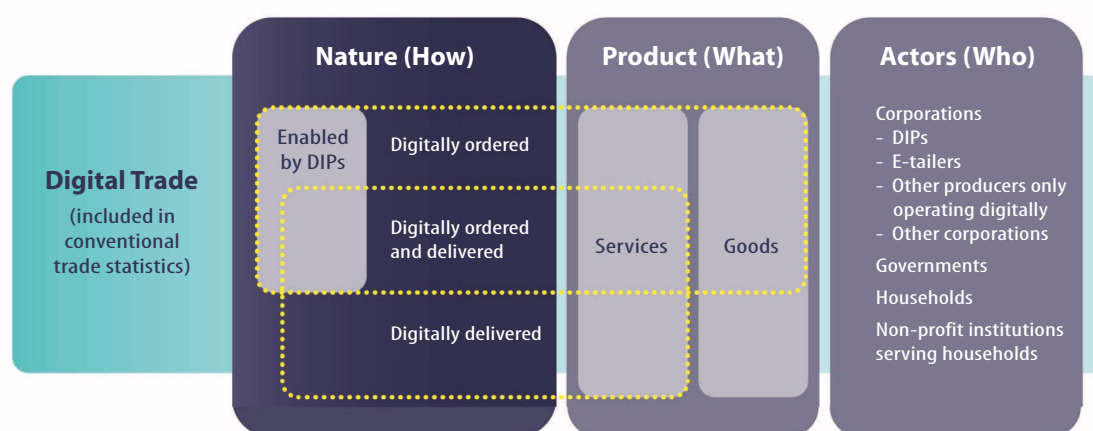 Digital Trade
(included in
conventional
trade statistics)
Nature (How)
Enabled
by DIPs
Digitally ordered
Digitally ordered
and delivered
Digitally delivered
Product (What)
Services
Goods
Actors (Who)
Corporations
- DIPs
- E-tailers
- Other producers only
operating digitally
- Other corporations
Governments
Households
Non-profit institutions
serving households